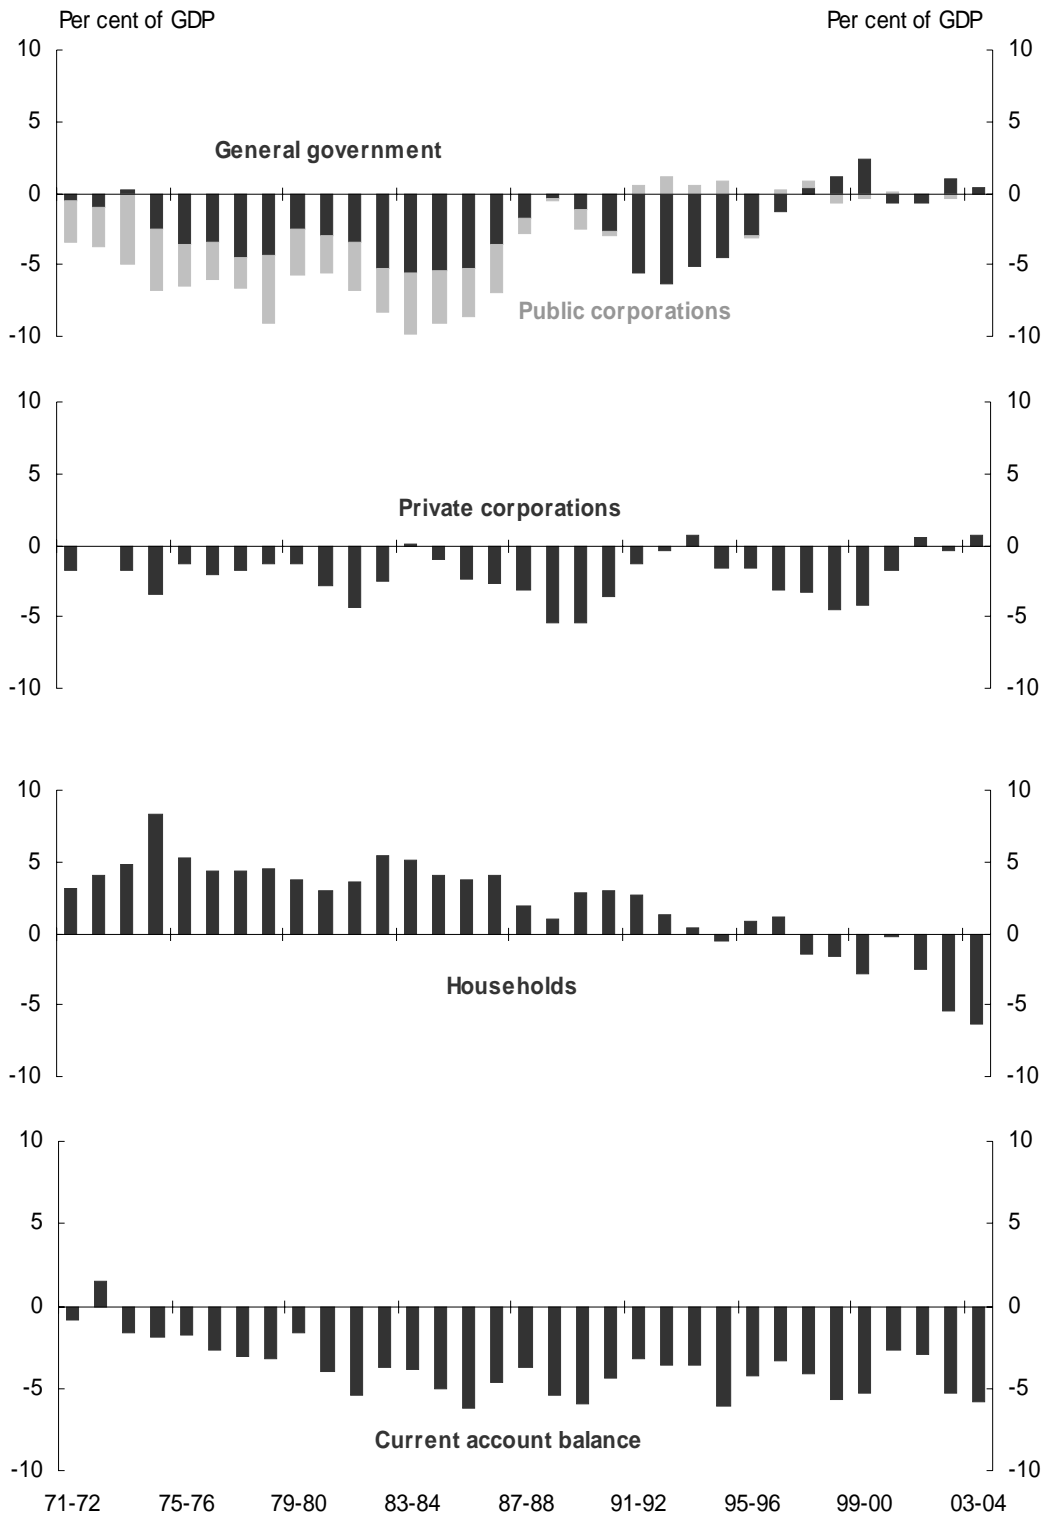 Per cent of GDP Per cent of GDP
10 10
5 5
General government
0 0
-5 -5
Public corporations
-10 -10
10 10
5 5
Private corporations
0 0
-5 -5
-10 -10
10 10
5 5
0 0
Households
-5 -5
-10 -10
10 10
5 5
0 0
-5 -5
Current account balance
-10 -10
71-72 75-76 79-80 83-84 87-88 91-92 95-96 99-00 03-04